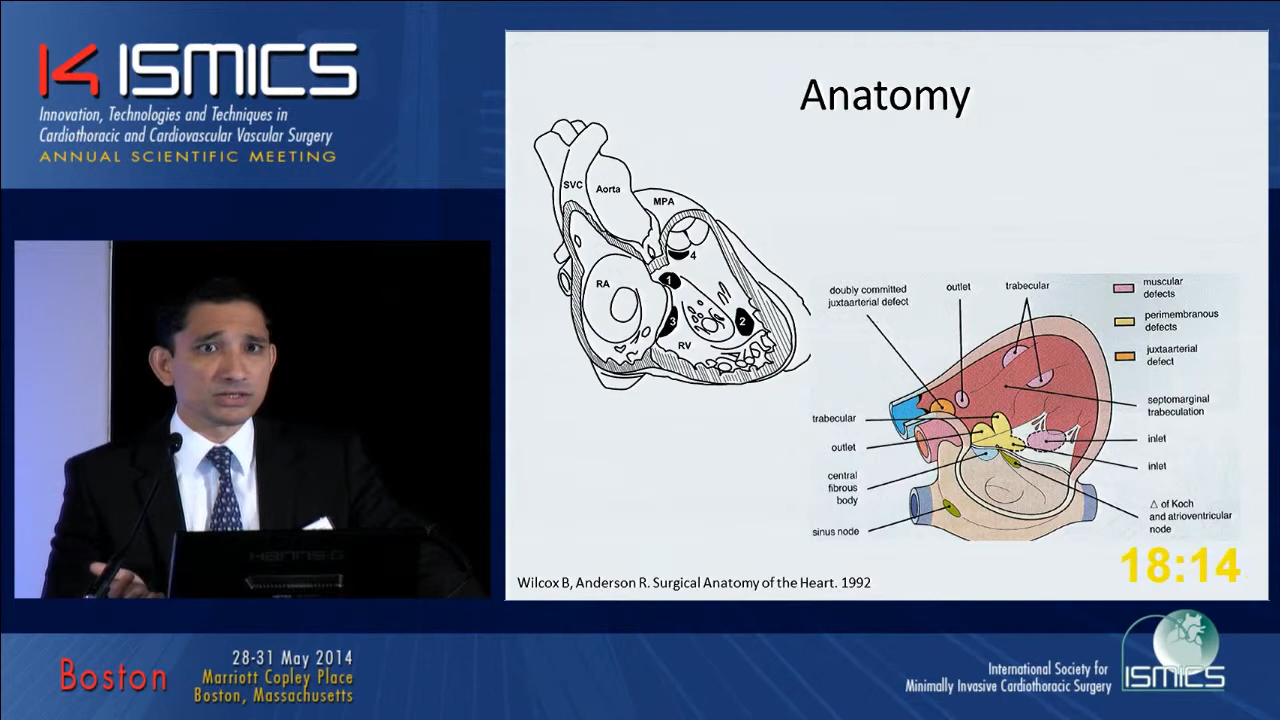 14 ISMICS
Innovation, Technologies and Techniques in
Cardiothoracic and Cardiovascular Vascular Surgery
ANNUAL SCIENTIFIC MEETING
Anatomy
SVC
Aorta
MPA
4
1
RA
3
2
RV
doubly committed
juxtaarterial defect
outlet
trabecular
muscular
defects
perimembranous
defects
juxtaarterial
defect
septomarginal
trabeculation
trabecular
outlet
inlet
inlet
central
fibrous
body
△ of Koch
and atrioventricular
node
sinus node
18:14
Wilcox B, Anderson R. Surgical Anatomy of the Heart. 1992
HANNS-G
Boston
28-31 May 2014
Marriott Copley Place
Boston, Massachusetts
International Society for
Minimally Invasive Cardiothoracic Surgery
ISMICS